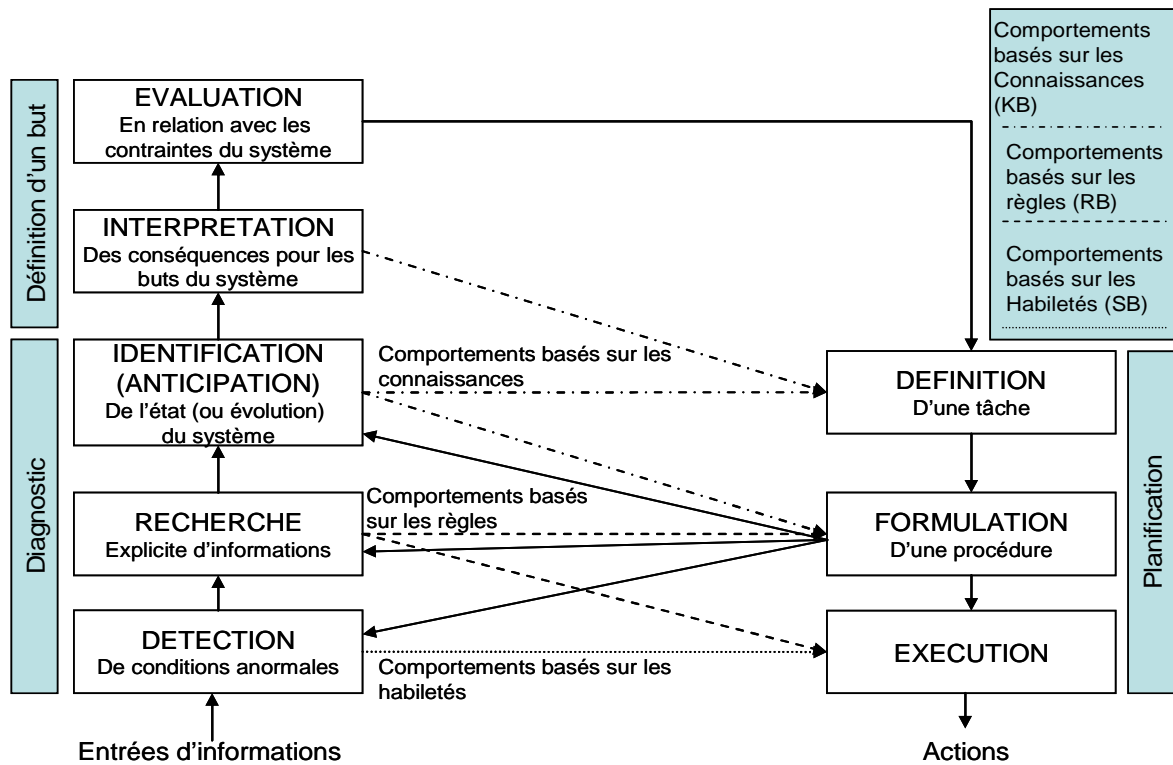 Définition d'un but
Diagnostic
EVALUATION
En relation avec les
contraintes du système
INTERPRETATION
Des conséquences pour les
buts du système
IDENTIFICATION
(ANTICIPATION)
De l'état (ou évolution)
du système
RECHERCHE
Explicite d'informations
DETECTION
De conditions anormales
Entrées d'informations
Comportements basés sur les
connaissances
Comportements basés
sur les règles
Comportements basés sur les
habiletés
Comportements
basés sur les
Connaissances
(KB)
Comportements
basés sur les
règles (RB)
Comportements
basés sur les
Habiletés (SB)
DEFINITION
D'une tâche
FORMULATION
D'une procédure
EXECUTION
Actions
Planification